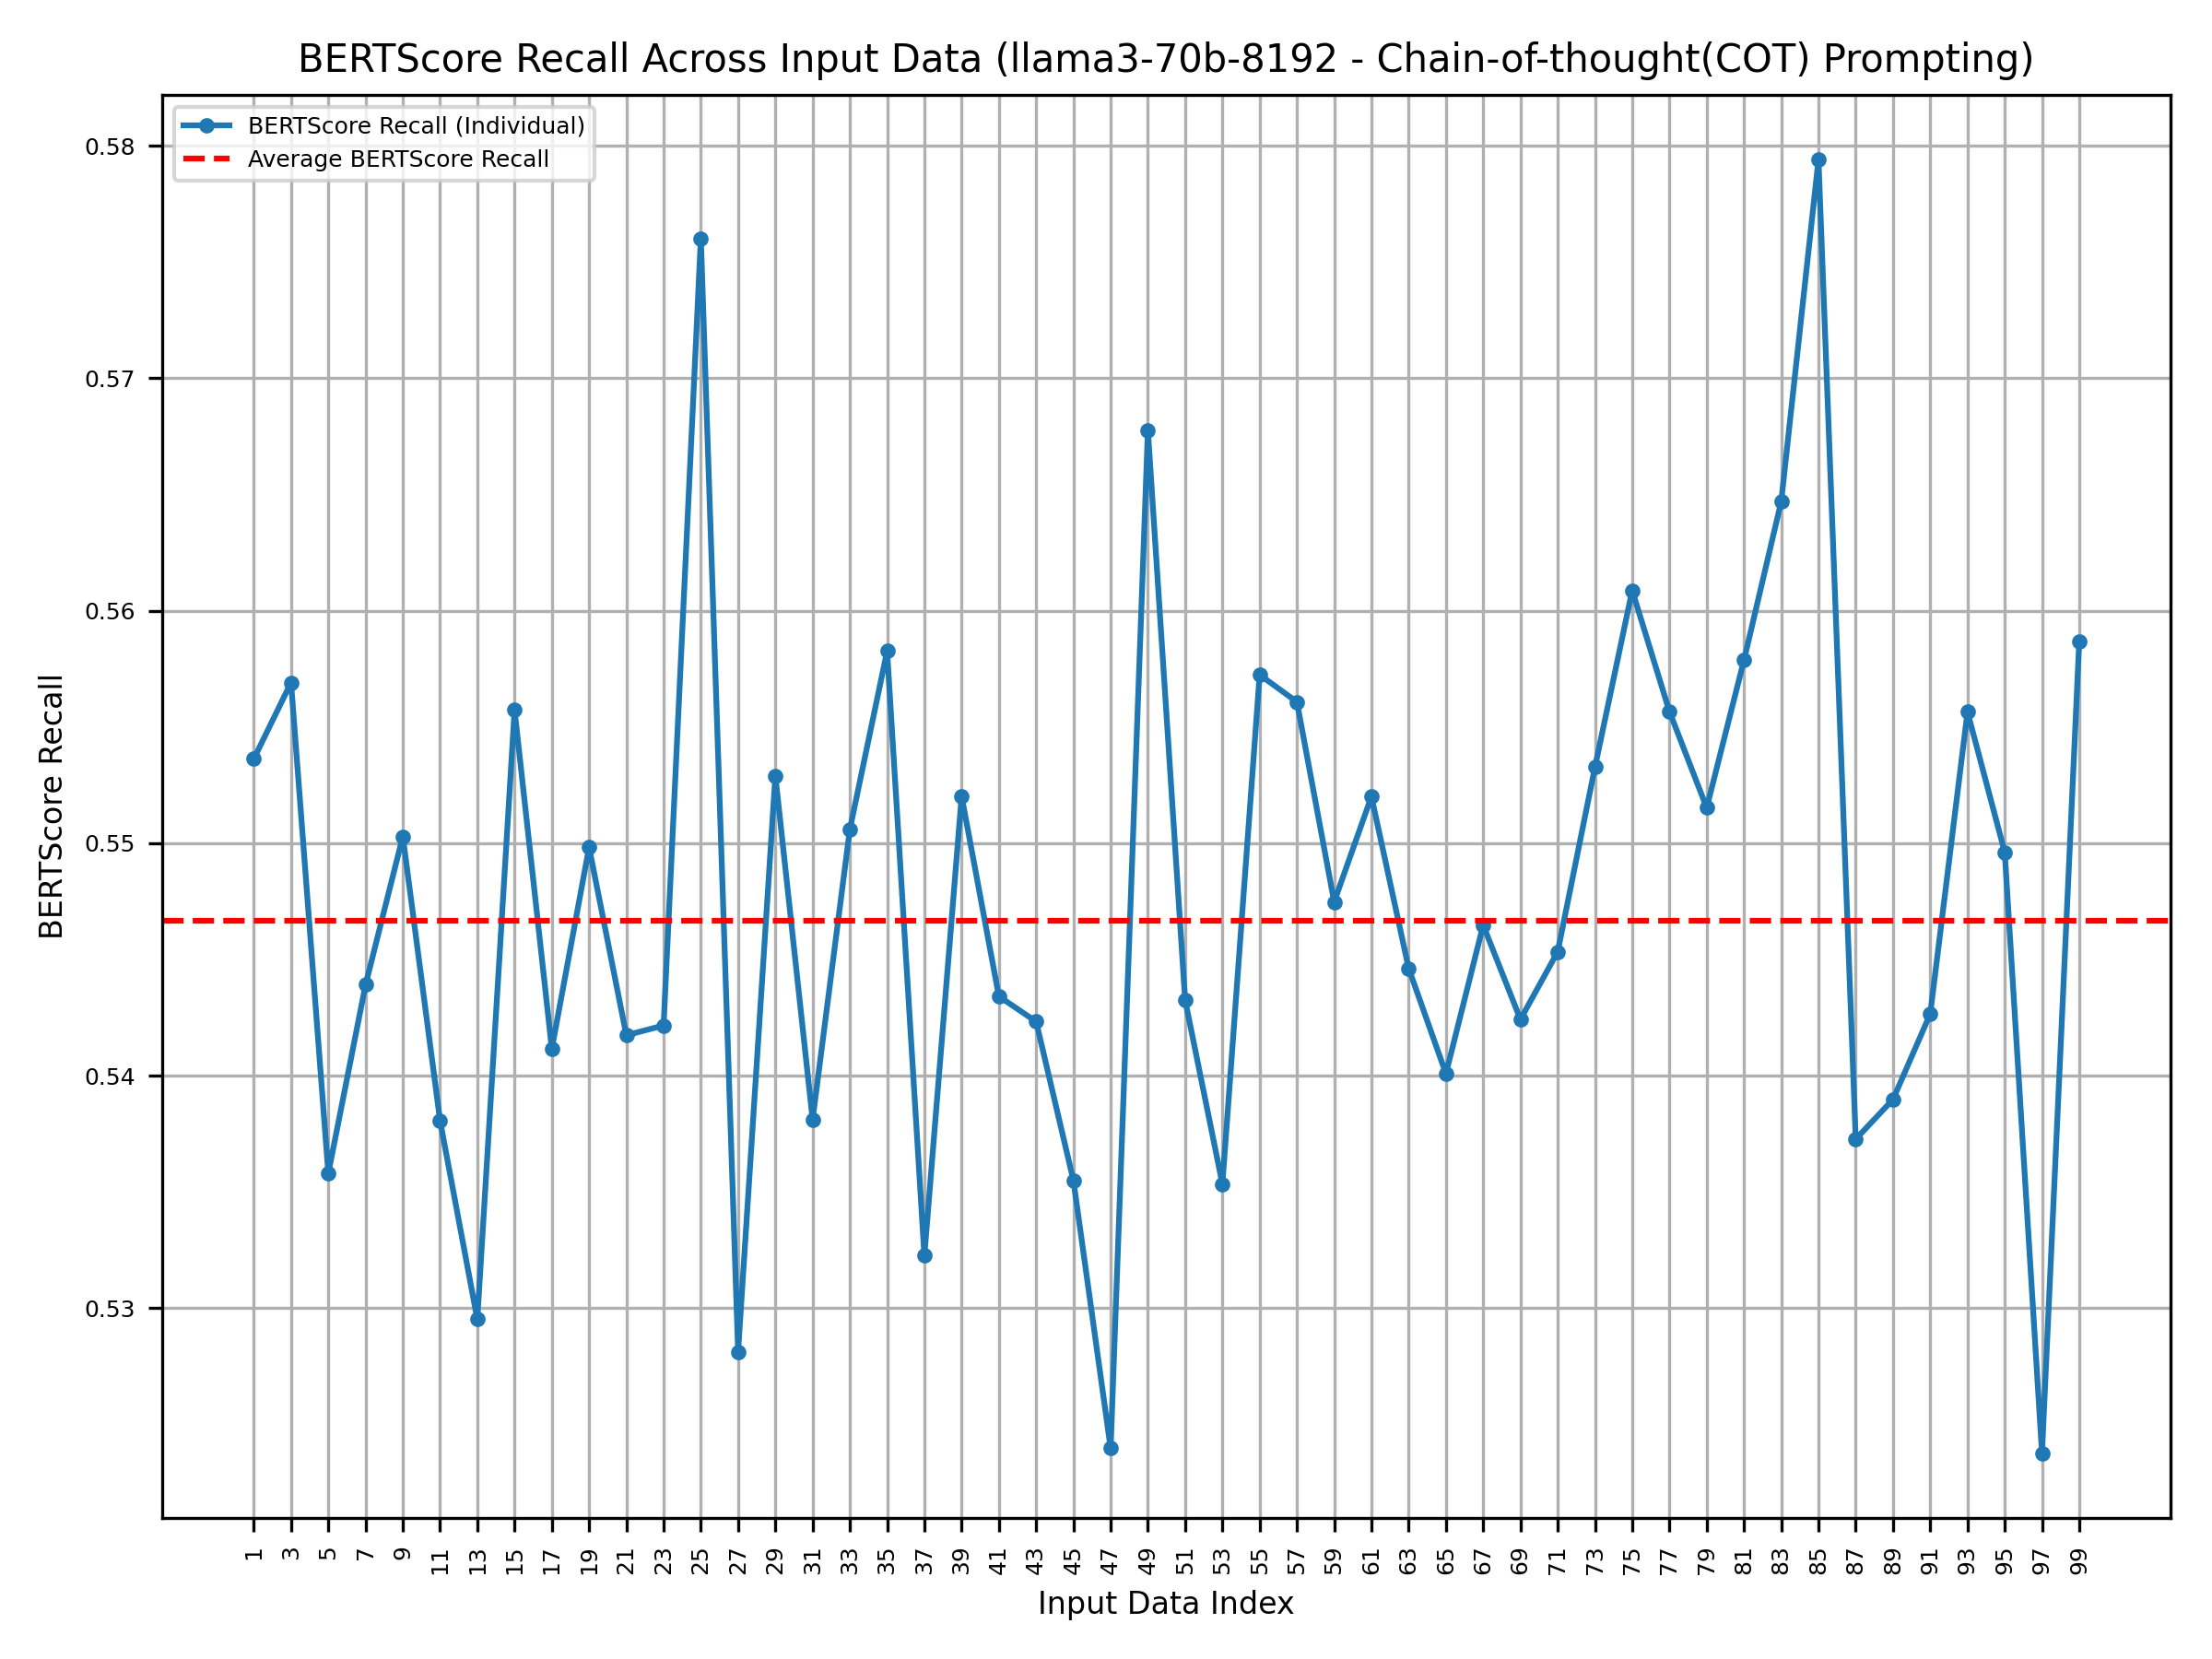 BERTScore Recall Across Input Data (llama3-70b-8192 - Chain-of-thought(COT) Prompting)
BERTScore Recall (Individual)
Average BERTScore Recall
BERTScore Recall
0.58
0.57
0.56
0.55
0.54
0.53
1 3 5 7 9 11 13 15 17 19 21 23 25 27 29 31 33 35 37 39 41 43 45 47 49 51 53 55 57 59 61 63 65 67 69 71 73 75 77 79 81 83 85 87 89 91 93 95 97 99
Input Data Index